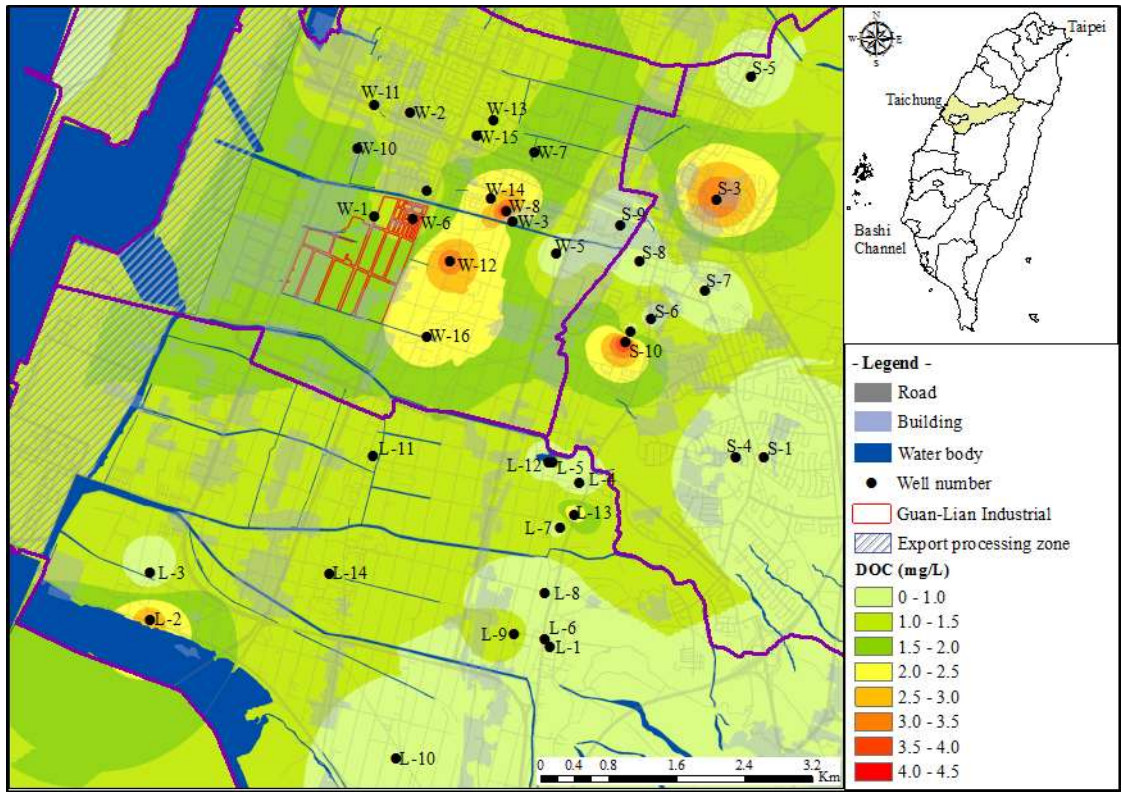 S-5
W-11
W-2
W-13
W-15
W-10
W-7
S-3
W-14
W-8
W-1
W-6
W-3
S-9
W-5
S-8
W-12
S-7
S-6
W-16
S-10
L-11
S-4
S-1
L-12
L-5
L-4
L-13
L-7
L-3
L-14
L-8
L-2
L-9
L-6
L-1
L-10
0 0.4 0.8 1.6 2.4 3.2
Km
N
W E
S
Taipei
Taichung
Bashi
Channel
- Legend -
Road
Building
Water body
Well number
Guan-Lian Industrial
Export processing zone
DOC (mg/L)
0 - 1.0
1.0 - 1.5
1.5 - 2.0
2.0 - 2.5
2.5 - 3.0
3.0 - 3.5
3.5 - 4.0
4.0 - 4.5